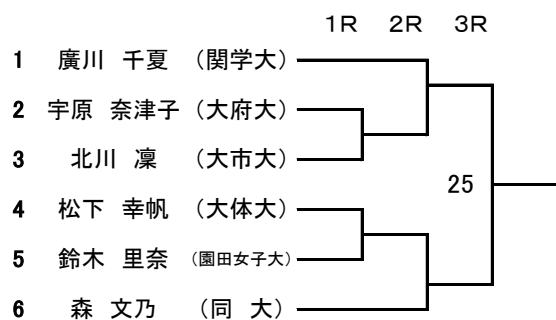 1R 2R 3R
1 廣川 千夏 (関学大)
2 宇原 奈津子 (大府大)
3 北川 凜 (大市大)
25
4 松下 幸帆 (大体大)
5 鈴木 里奈 (園田女子大)
6 森 文乃 (同 大)